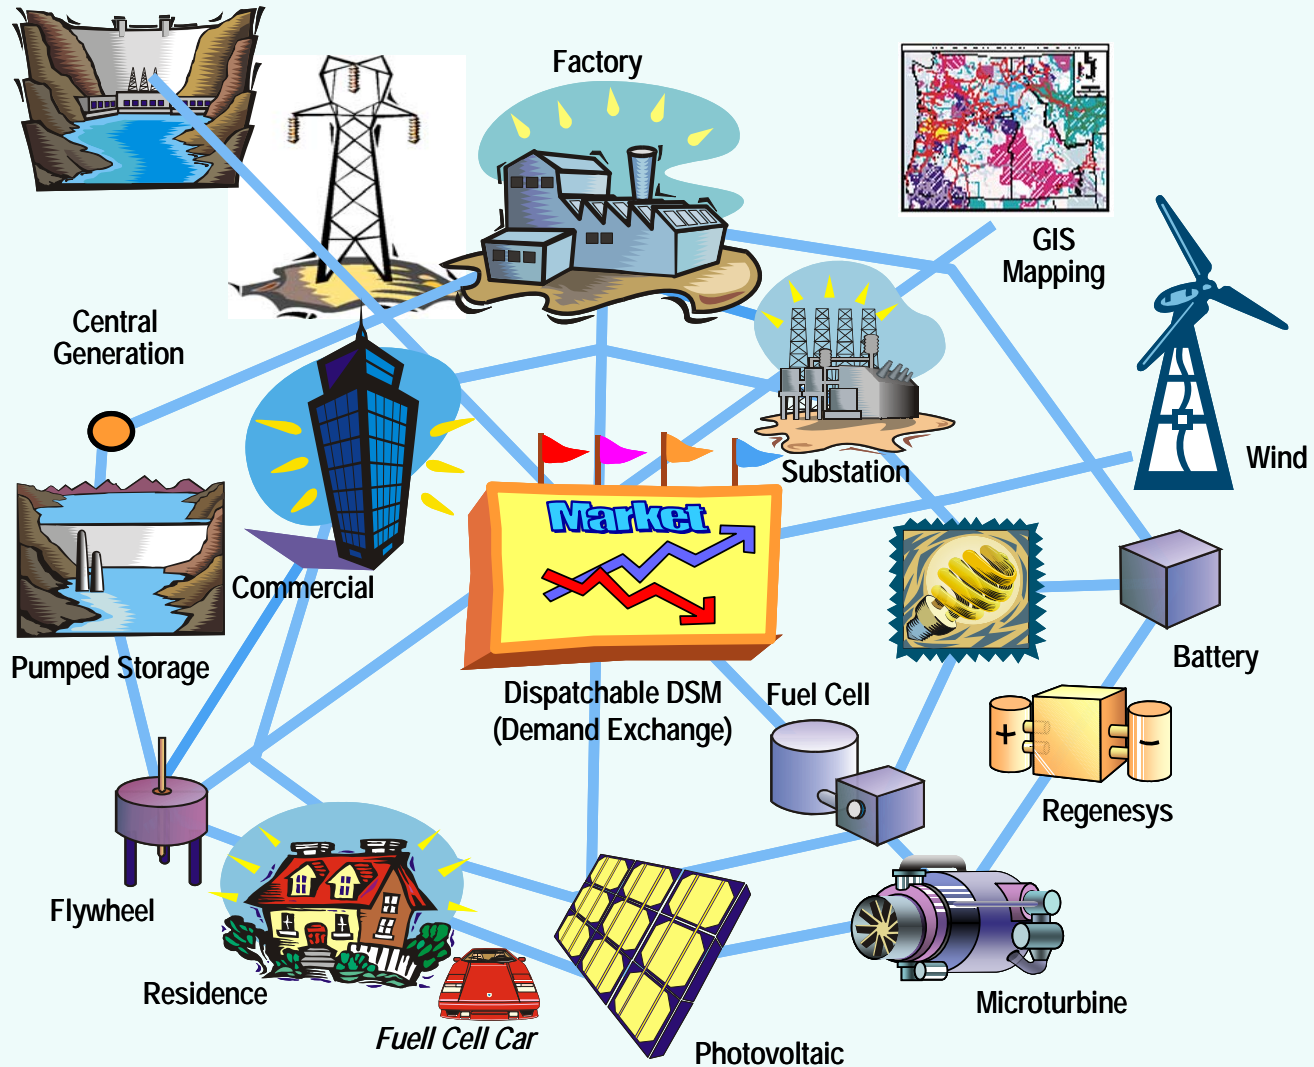 Factory
GIS
Mapping
Central
Generation
Wind
Substation
Market
Commercial
Battery
Pumped Storage
Dispatchable DSM
(Demand Exchange)
Fuel Cell
+
-
Regenesys
Flywheel
Residence
Microturbine
Fuell Cell Car
Photovoltaic